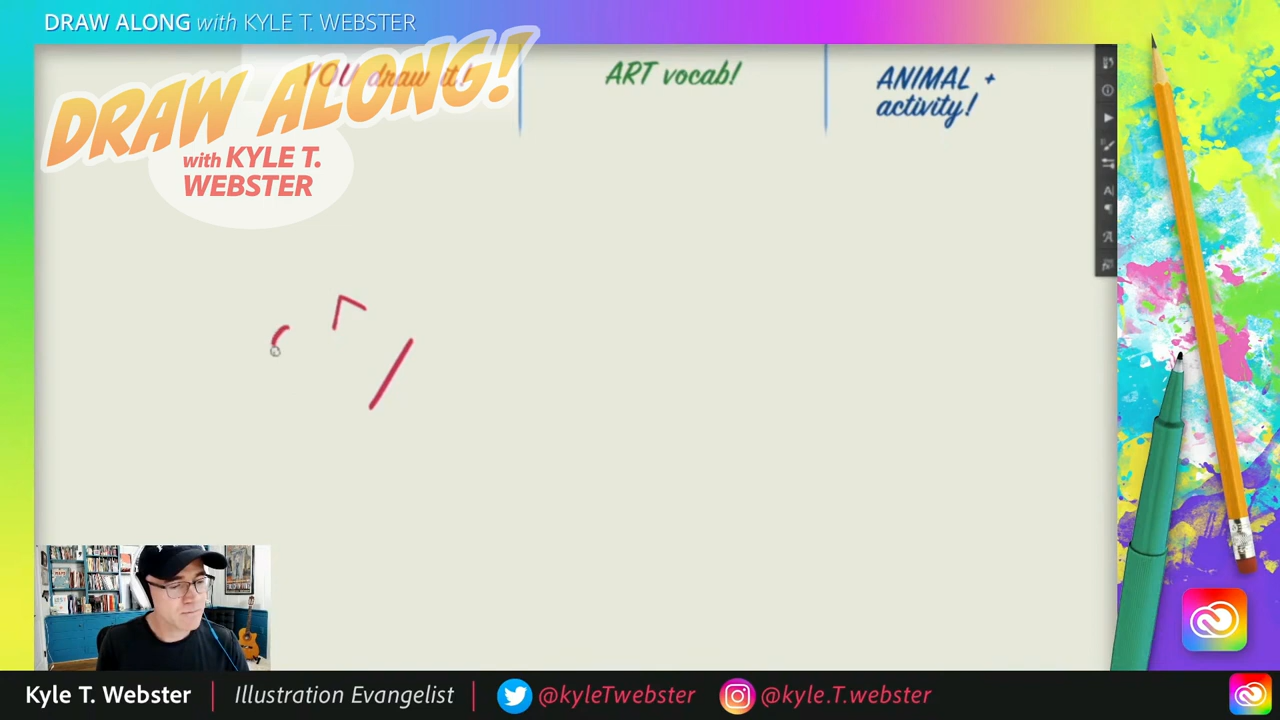 DRAW ALONG with KYLE T. WEBSTER
DRAW ALONG!
with KYLE T.
WEBSTER
YOU draw it!
ART vocab!
ANIMAL +
activity!
Kyle T. Webster | Illustration Evangelist | @kyleTwebster @kyle.T.webster